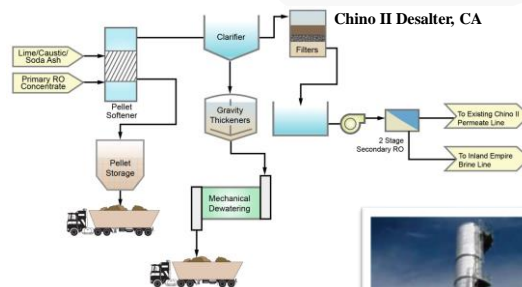 Chino II Desalter, CA
Clarifier
Filters
Lime/Caustic/
Soda Ash
Primary RO
Concentrate
Pellet
Softener
Gravity
Thickeners
To Existing Chino II
Permeate Line
2 Stage
Secondary RO
To Inland Empire
Brine Line
Pellet
Storage
Mechanical
Dewatering